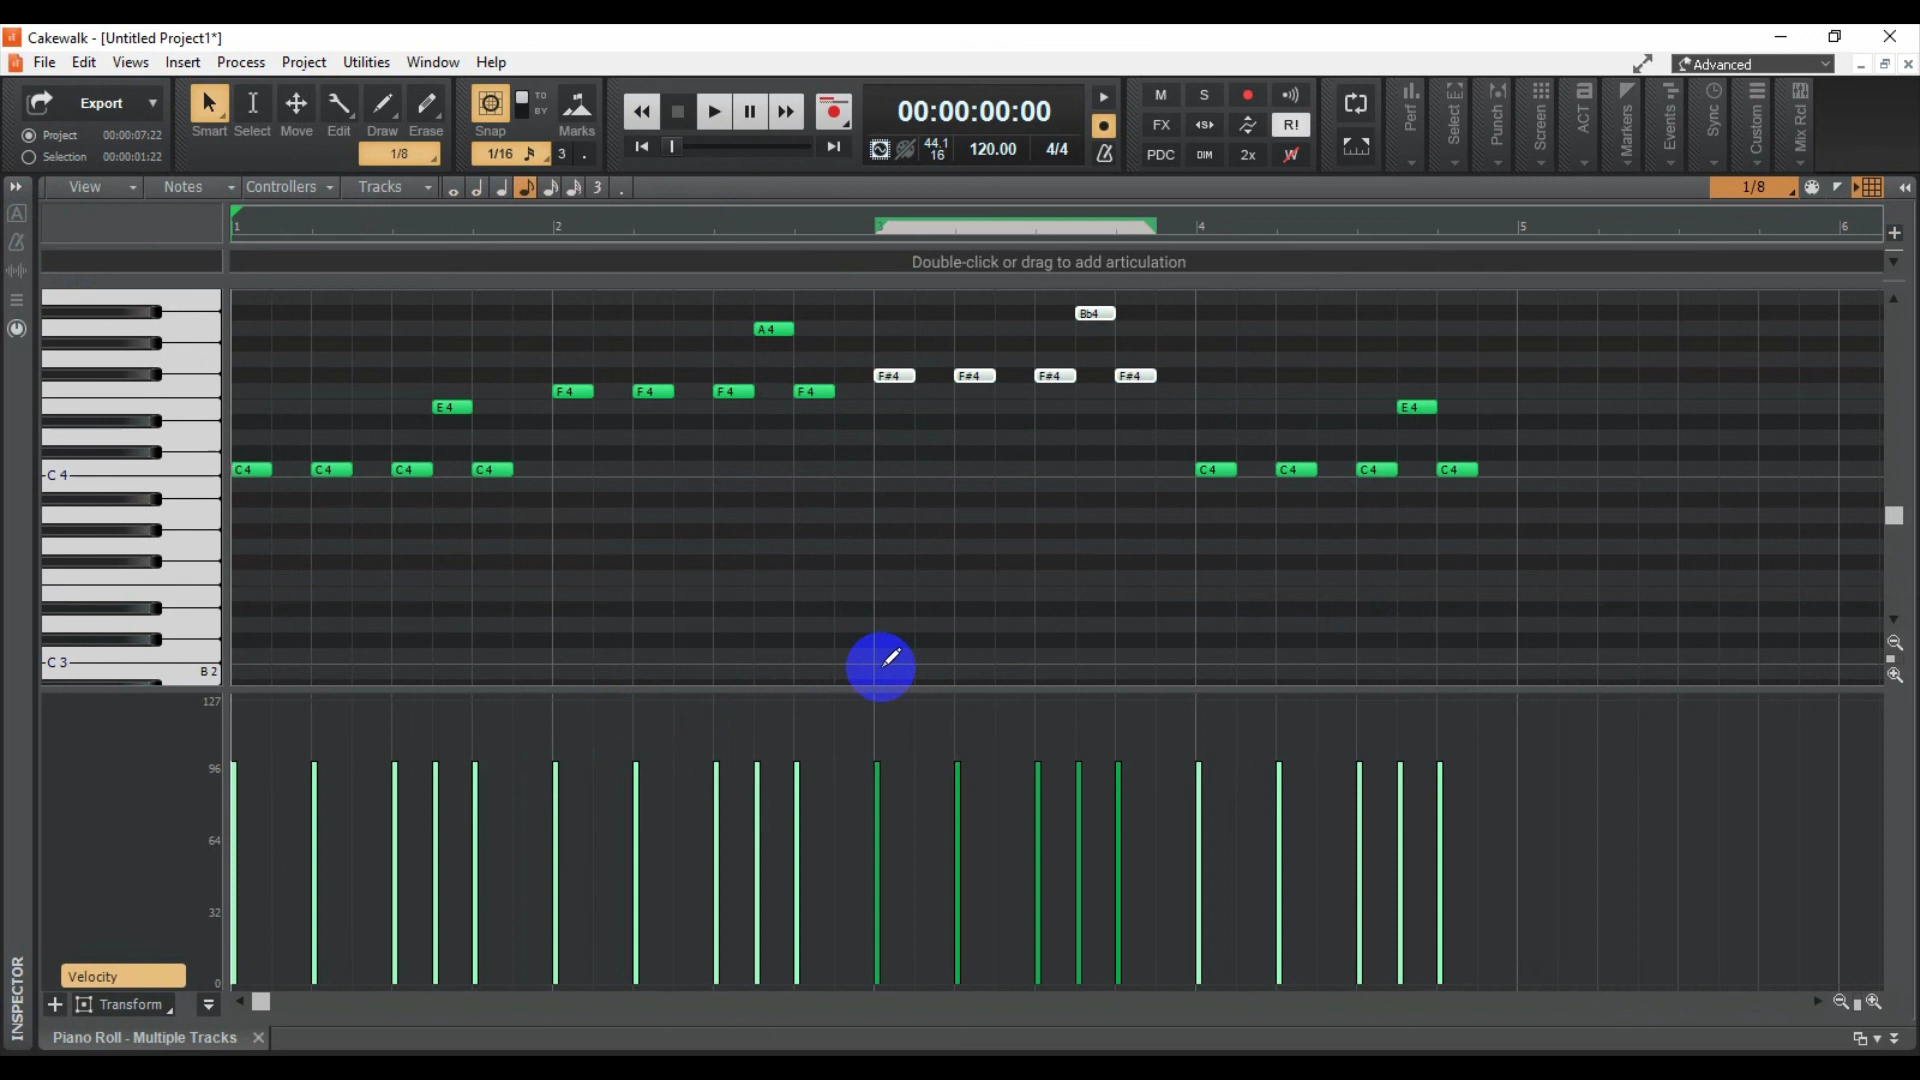 Cakewalk - [Untitled Project1*]
File Edit Views Insert Process Project Utilities Window Help
Advanced
Export
Project 00:00:07:22
Selection 00:00:01:22
Smart Select Move Edit Draw Erase
1/8
Snap
TO
BY
Marks
1/16 3 .
00:00:00:00
44.1
16
120.00 4/4
M S
FX R!
PDC DIM 2x W
Perf
Select
Punch
Screen
ACT
Markers
Events
Sync
Custom
Mix Rcl
View Notes Controllers Tracks 3 . 1/8
1 2 3 4 5 6
Double-click or drag to add articulation
Bb4
A 4
F#4 F#4 F#4 F#4
F 4 F 4 F 4 F 4
E 4 E 4
C 4 C 4 C 4 C 4 C 4 C 4 C 4 C 4
C 4
C 3
B 2
127
96
64
32
0
Velocity
Transform
INSPECTOR
Piano Roll - Multiple Tracks